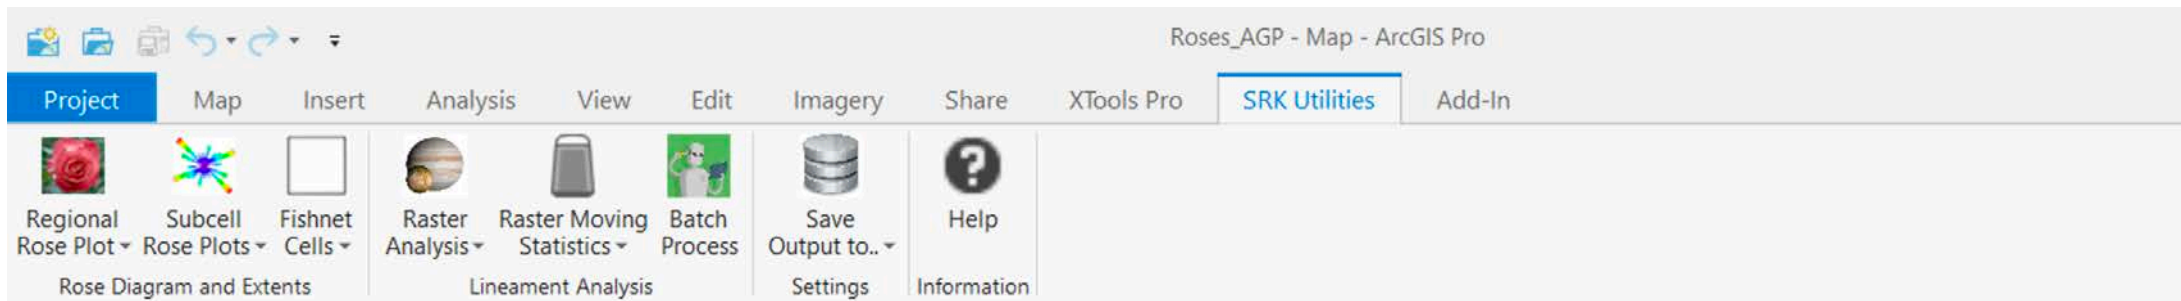 Roses_AGP - Map - ArcGIS Pro
Project Map Insert Analysis View Edit Imagery Share XTools Pro SRK Utilities Add-In
Regional Subcell Fishnet Raster Raster Moving Batch Save Help
Rose Plot Rose Plots Cells Analysis Statistics Process Output to..
Rose Diagram and Extents Lineament Analysis Settings Information